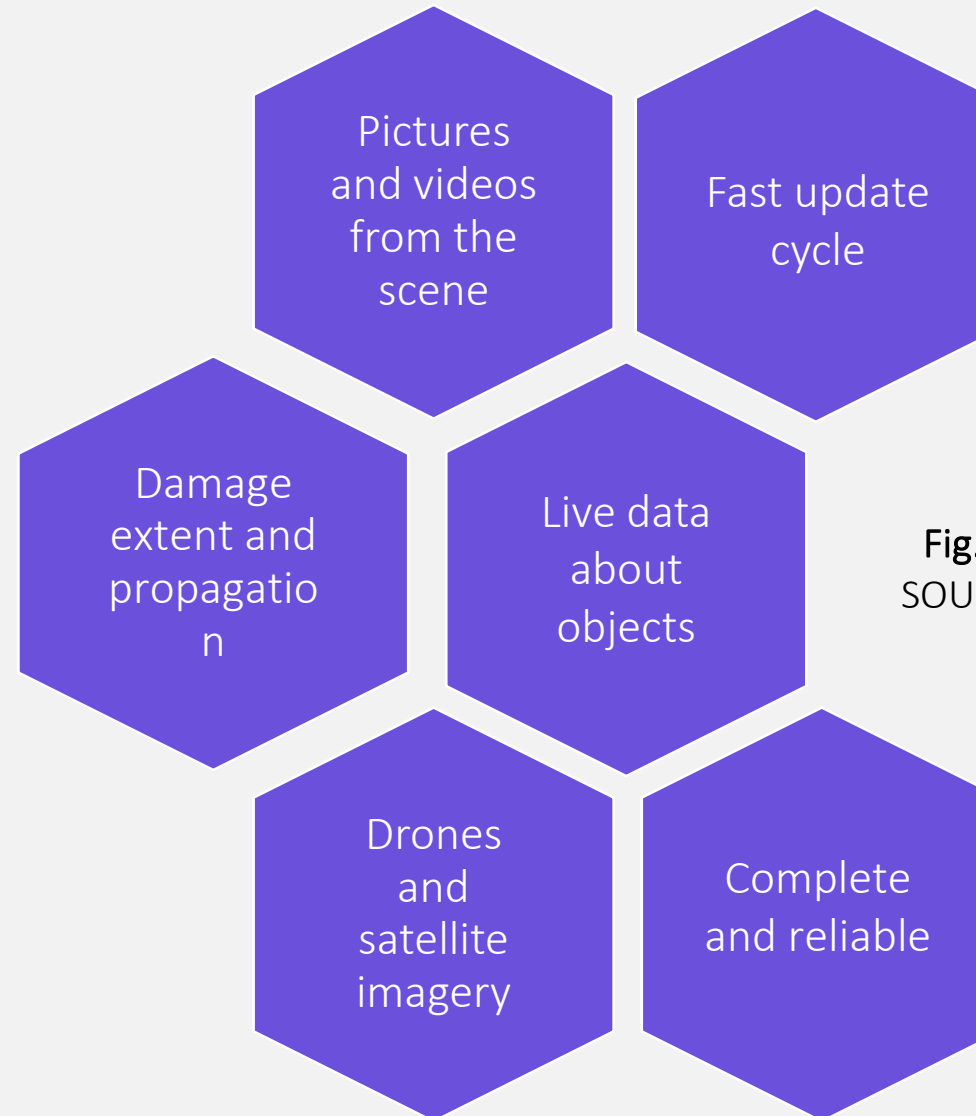 Pictures
and videos
from the
scene
Fast update
cycle
Damage
extent and
propagatio
n
Live data
about
objects
Fig.
SOU
Drones
and
satellite
imagery
Complete
and reliable